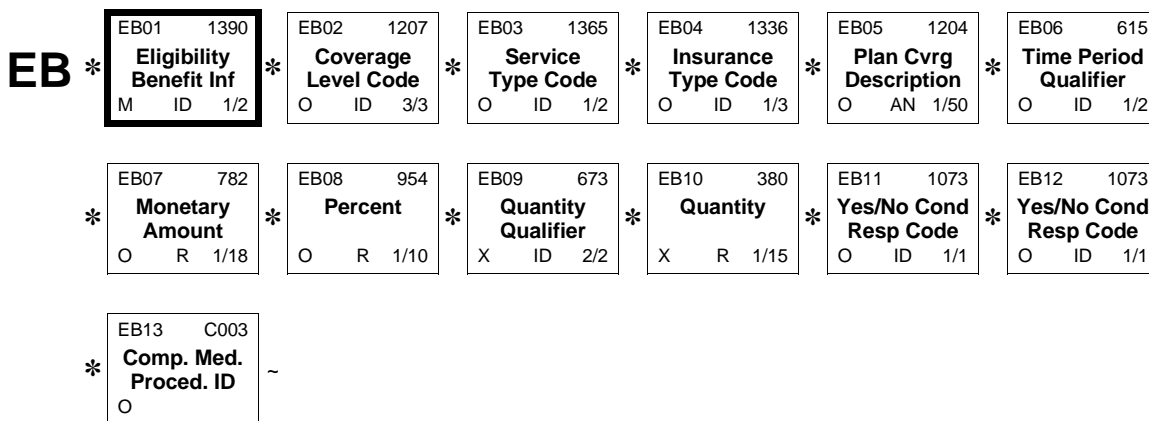 EB01 1390 EB02 1207 EB03 1365 EB04 1336 EB05 1204 EB06 615
EB * Eligibility * Coverage * Service * Insurance * Plan Cvrg * Time Period
Benefit Inf Level Code Type Code Type Code Description Qualifier
M ID 1/2 O ID 3/3 O ID 1/2 O ID 1/3 O AN 1/50 O ID 1/2
EB07 782 EB08 954 EB09 673 EB10 380 EB11 1073 EB12 1073
* Monetary * Percent * Quantity * Quantity * Yes/No Cond * Yes/No Cond
Amount Qualifier Resp Code Resp Code
O R 1/18 O R 1/10 X ID 2/2 X R 1/15 O ID 1/1 O ID 1/1
EB13 C003
* Comp. Med. ~
Proced. ID
O